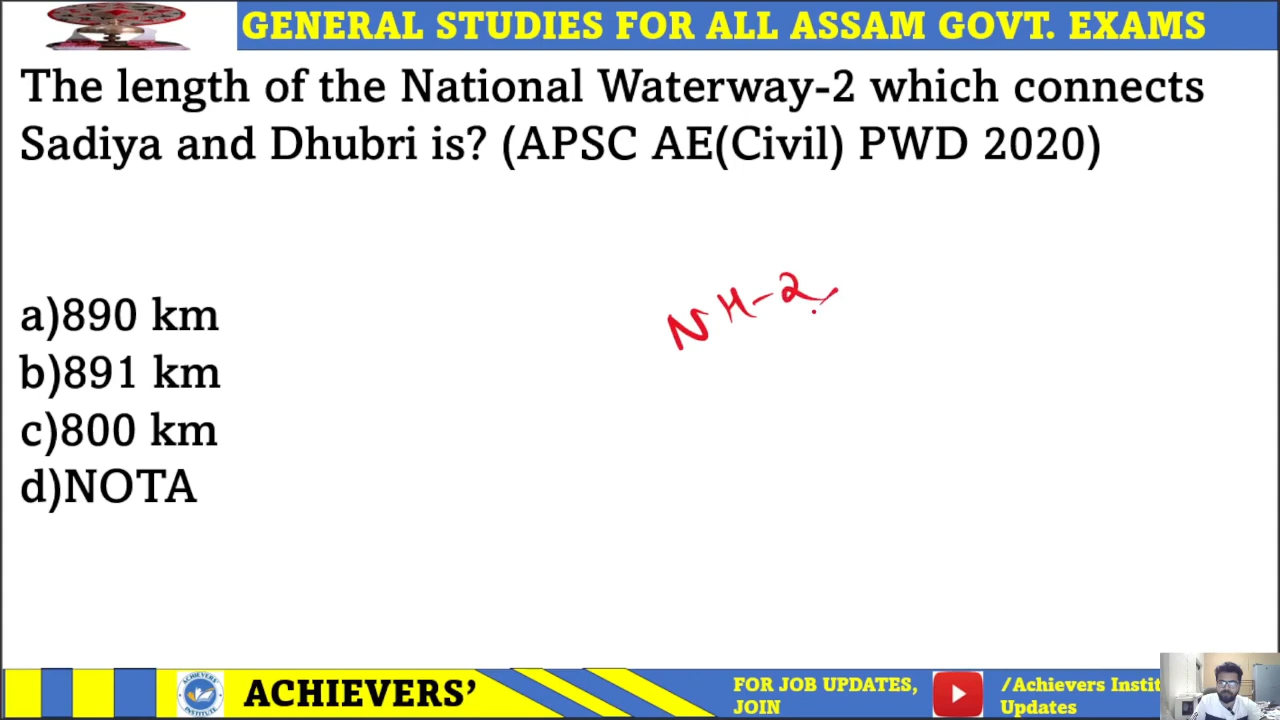 GENERAL STUDIES FOR ALL ASSAM GOVT. EXAMS
The length of the National Waterway-2 which connects
Sadiya and Dhubri is? (APSC AE(Civil) PWD 2020)
NH-2
a)890 km
b)891 km
c)800 km
d)NOTA
ACHIEVERS'
INSTITUTE
ACHIEVERS’
FOR JOB UPDATES,
JOIN
/Achievers Instit
Updates